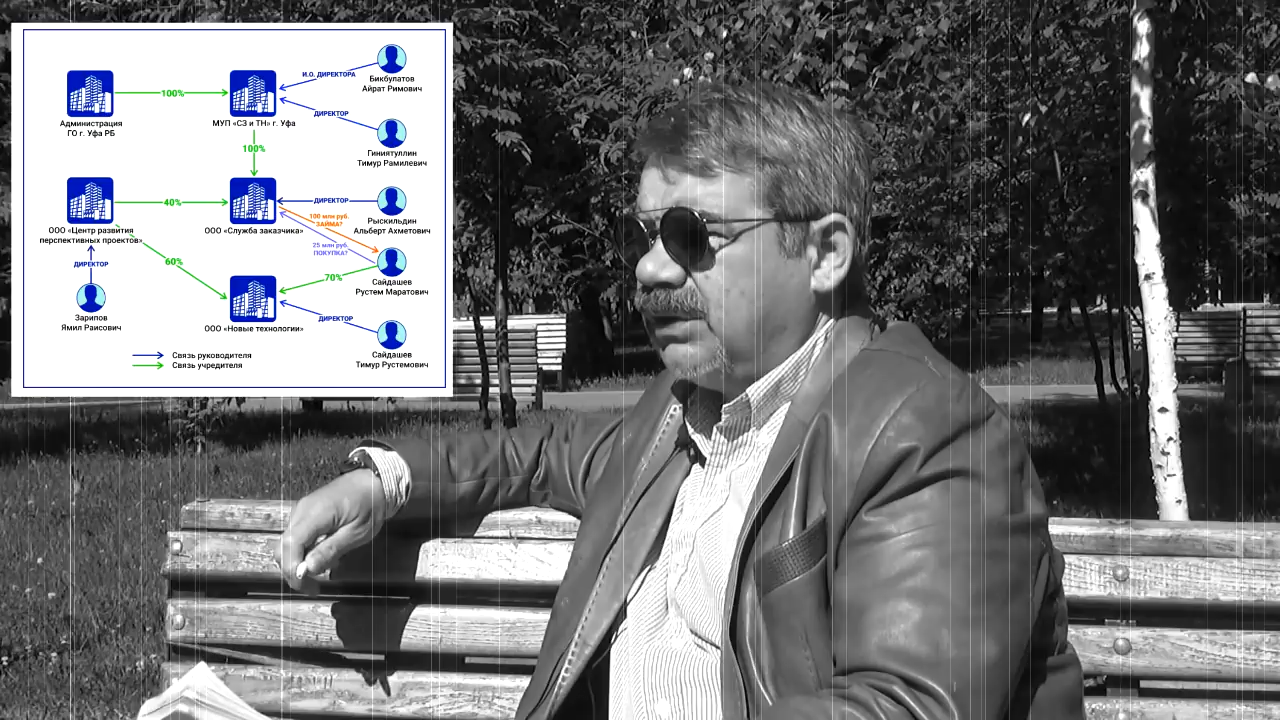 И.О. ДИРЕКТОРА
Бикбулатов
Айрат Римович
100%
Администрация
ГО г. Уфа РБ
МУП «СЗ и ТН» г. Уфа
ДИРЕКТОР
Гиниятуллин
Тимур Рамилевич
100%
40%
ООО «Центр развития
перспективных проектов»
ООО «Служба заказчика»
ДИРЕКТОР
Рыскильдин
Альберт Ахметович
100 млн руб.
ЗАЙМА?
25 млн руб.
ПОКУПКА?
ДИРЕКТОР
60%
70%
Сайдашев
Рустем Маратович
Зарипов
Ямил Раисович
ООО «Новые технологии»
ДИРЕКТОР
Сайдашев
Тимур Рустемович
Связь руководителя
Связь учредителя